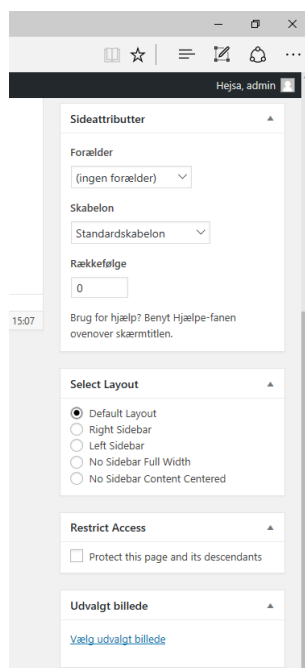 Hejsa, admin
Sideattributter
Forælder
(ingen forælder)
Skabelon
Standardskabelon
Rækkefølge
0
Brug for hjælp? Benyt Hjælpe-fanen
ovenover skærmtitlen.
15:07
Select Layout
Default Layout
Right Sidebar
Left Sidebar
No Sidebar Full Width
No Sidebar Content Centered
Restrict Access
Protect this page and its descendants
Udvalgt billede
Vælg udvalgt billede